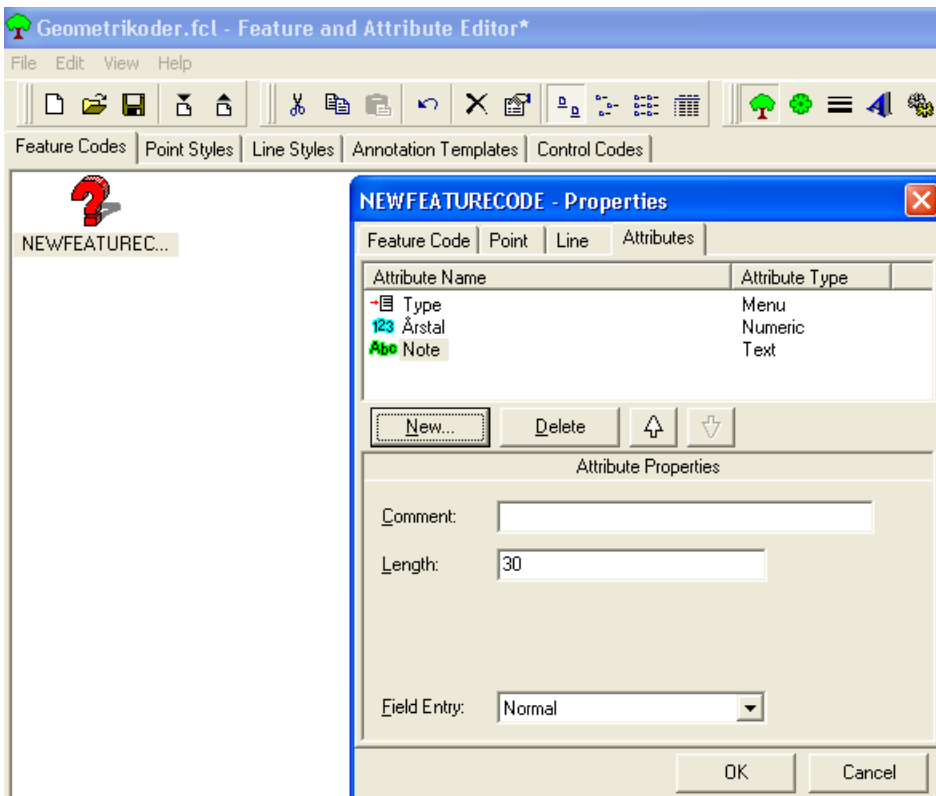 Geometrikoder.fcl - Feature and Attribute Editor*
File Edit View Help
Feature Codes Point Styles Line Styles Annotation Templates Control Codes
NEWFEATUREC...
NEWFEATURECODE - Properties
Feature Code Point Line Attributes
Attribute Name Attribute Type
Type Menu
123 Årstal Numeric
Abc Note Text
New... Delete
Attribute Properties
Comment:
Length: 30
Field Entry: Normal
OK Cancel